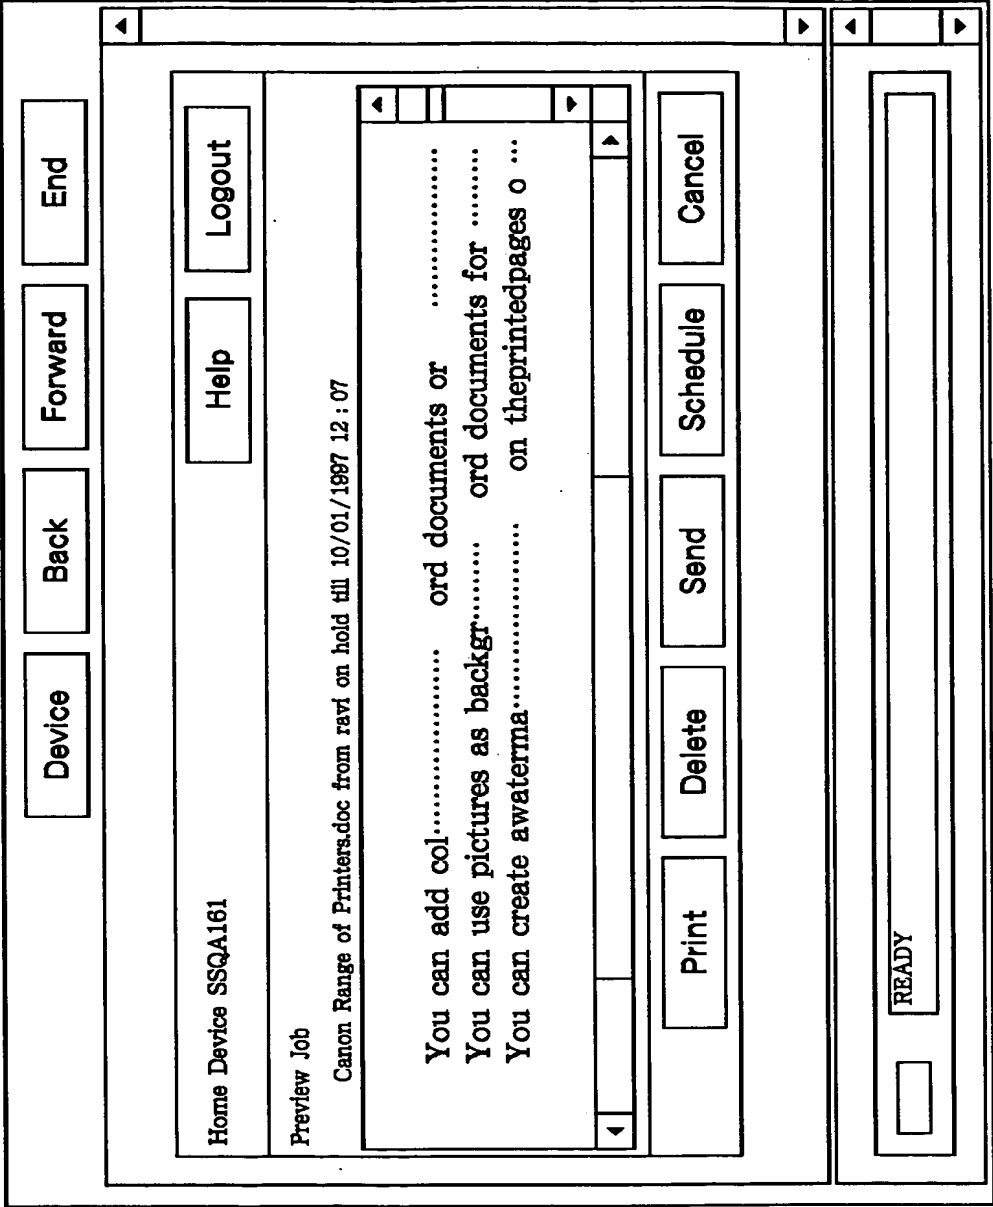 Device Back Forward End
Home Device SSQA161 Help Logout
Preview Job
Canon Range of Printers.doc from ravi on hold till 10/01/1997 12:07
You can add col.................. ord documents or .................
You can use pictures as backgr......... ord documents for .........
You can create awaterma..................... on theprintedpages o ...
Print Delete Send Schedule Cancel
READY